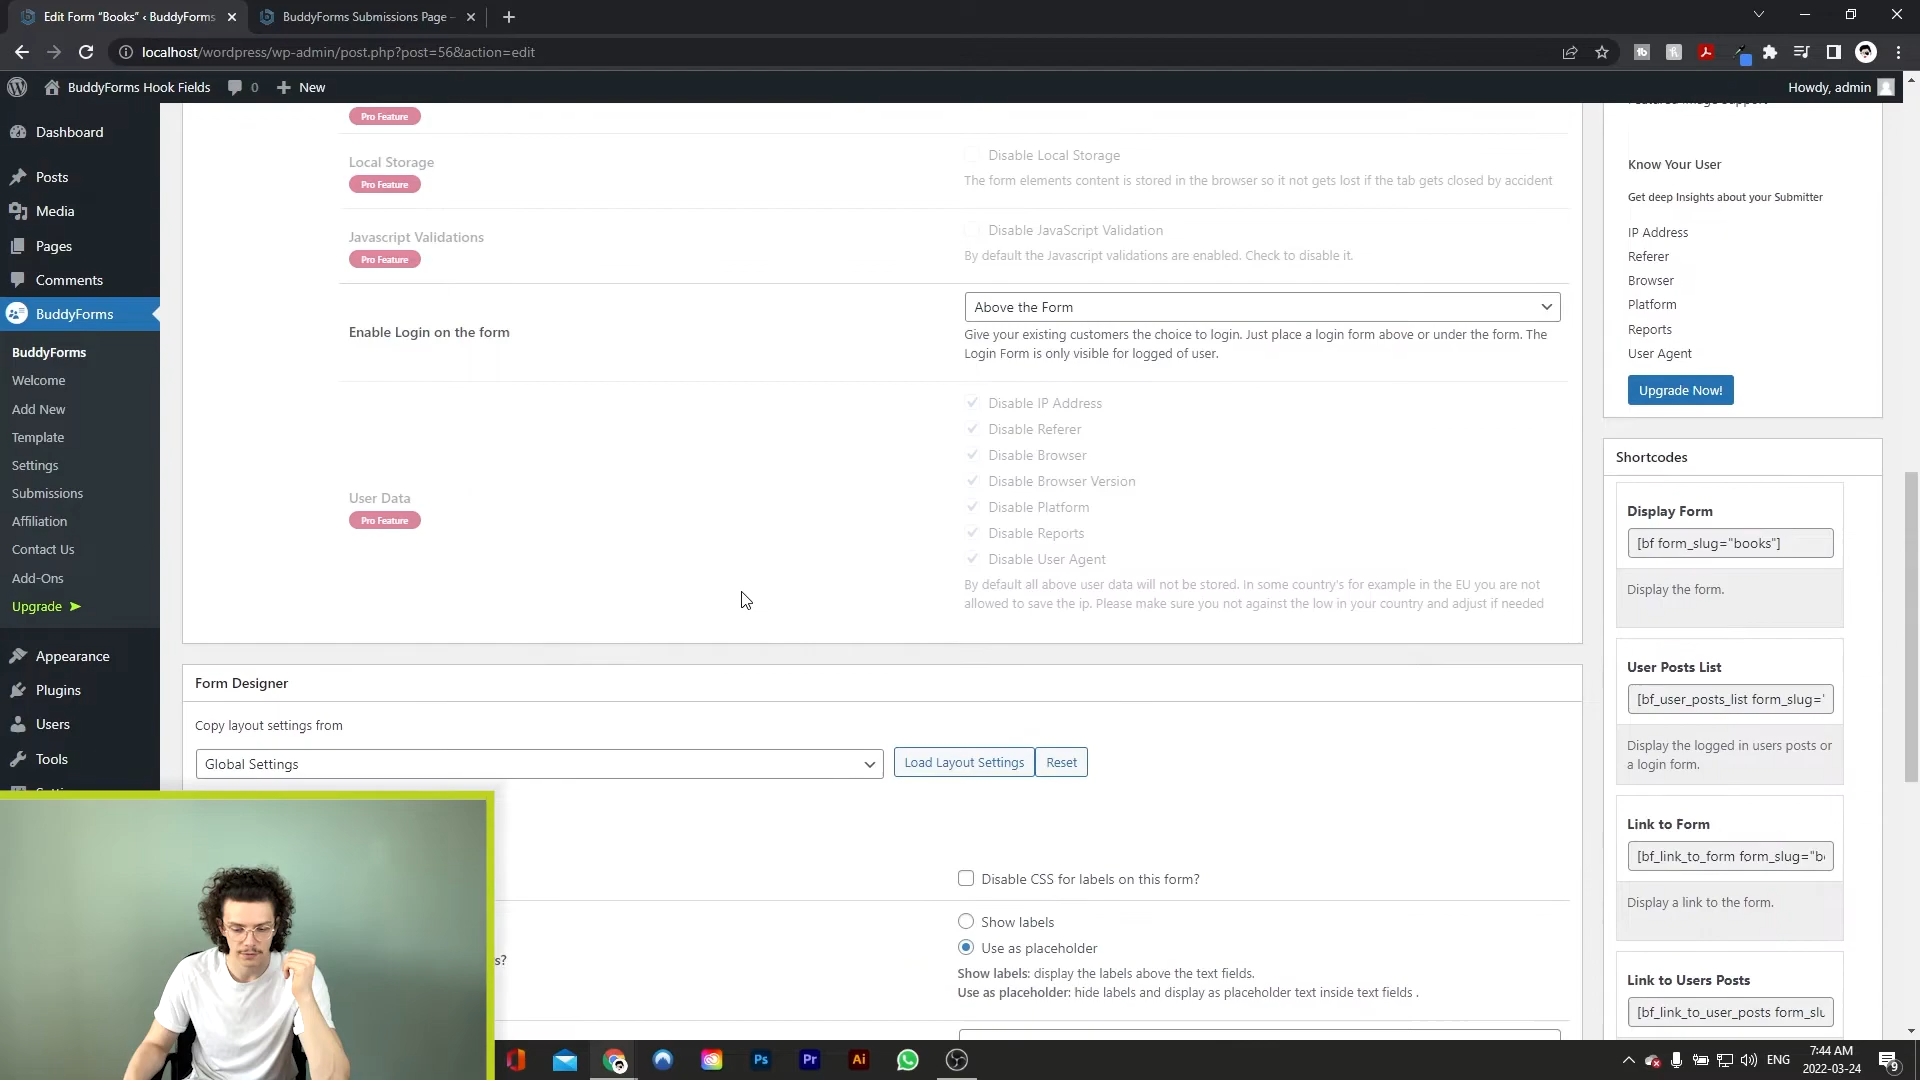 Edit Form “Books” ‹ BuddyForms
BuddyForms Submissions Page –
localhost/wordpress/wp-admin/post.php?post=56&action=edit
BuddyForms Hook Fields
0
New
Howdy, admin
Dashboard
Posts
Media
Pages
Comments
BuddyForms
BuddyForms
Welcome
Add New
Template
Settings
Submissions
Affiliation
Contact Us
Add-Ons
Upgrade ➤
Appearance
Plugins
Users
Tools
Pro Feature
Local Storage
Pro Feature
Disable Local Storage
The form elements content is stored in the browser so it not gets lost if the tab gets closed by accident
Javascript Validations
Pro Feature
Disable JavaScript Validation
By default the Javascript validations are enabled. Check to disable it.
Enable Login on the form
Above the Form
Give your existing customers the choice to login. Just place a login form above or under the form. The
Login Form is only visible for logged of user.
User Data
Pro Feature
Disable IP Address
Disable Referer
Disable Browser
Disable Browser Version
Disable Platform
Disable Reports
Disable User Agent
By default all above user data will not be stored. In some country's for example in the EU you are not
allowed to save the ip. Please make sure you not against the low in your country and adjust if needed
Form Designer
Copy layout settings from
Global Settings
Load Layout Settings
Reset
Disable CSS for labels on this form?
s?
Show labels
Use as placeholder
Show labels: display the labels above the text fields.
Use as placeholder: hide labels and display as placeholder text inside text fields .
Know Your User
Get deep Insights about your Submitter
IP Address
Referer
Browser
Platform
Reports
User Agent
Upgrade Now!
Shortcodes
Display Form
[bf form_slug="books"]
Display the form.
User Posts List
[bf_user_posts_list form_slug='
Display the logged in users posts or
a login form.
Link to Form
[bf_link_to_form form_slug="b
Display a link to the form.
Link to Users Posts
[bf_link_to_user_posts form_slu
Ps
Pr
Ai
ENG
7:44 AM
2022-03-24
9